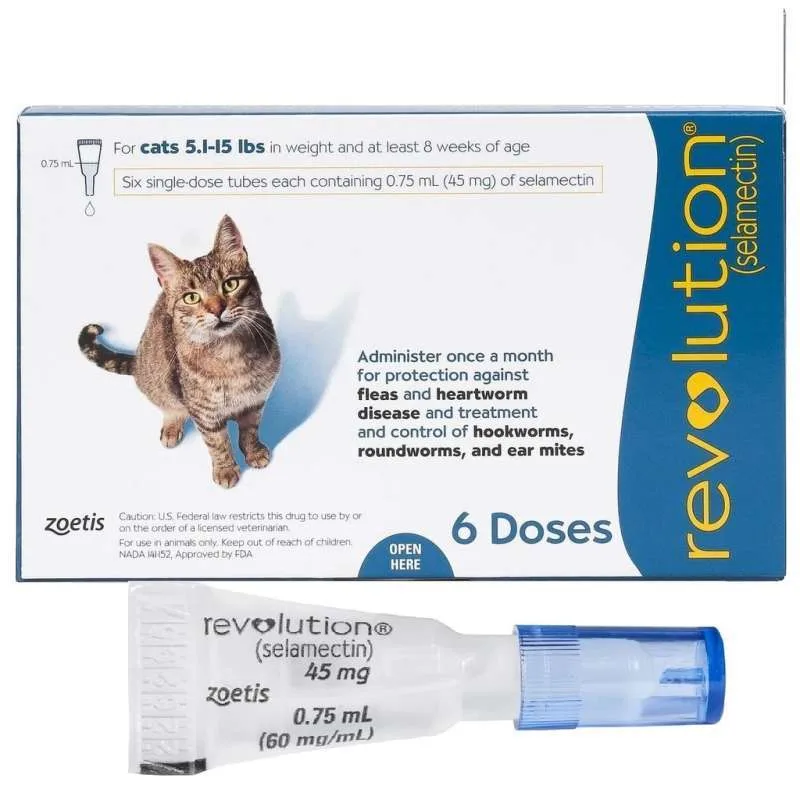 0.75 mL
For cats 5.1-15 lbs in weight and at least 8 weeks of age
Six single-dose tubes each containing 0.75 mL (45 mg) of selamectin
Administer once a month
for protection against
fleas and heartworm
disease and treatment
and control of hookworms,
roundworms, and ear mites
zoetis
Caution: U.S. Federal law restricts this drug to use by or
on the order of a licensed veterinarian.
For use in animals only. Keep out of reach of children.
NADA 141-152, Approved by FDA
OPEN
HERE
6 Doses
revolution®
(selamectin)
revolution®
(selamectin)
45 mg
zoetis
0.75 mL
(60 mg/mL)